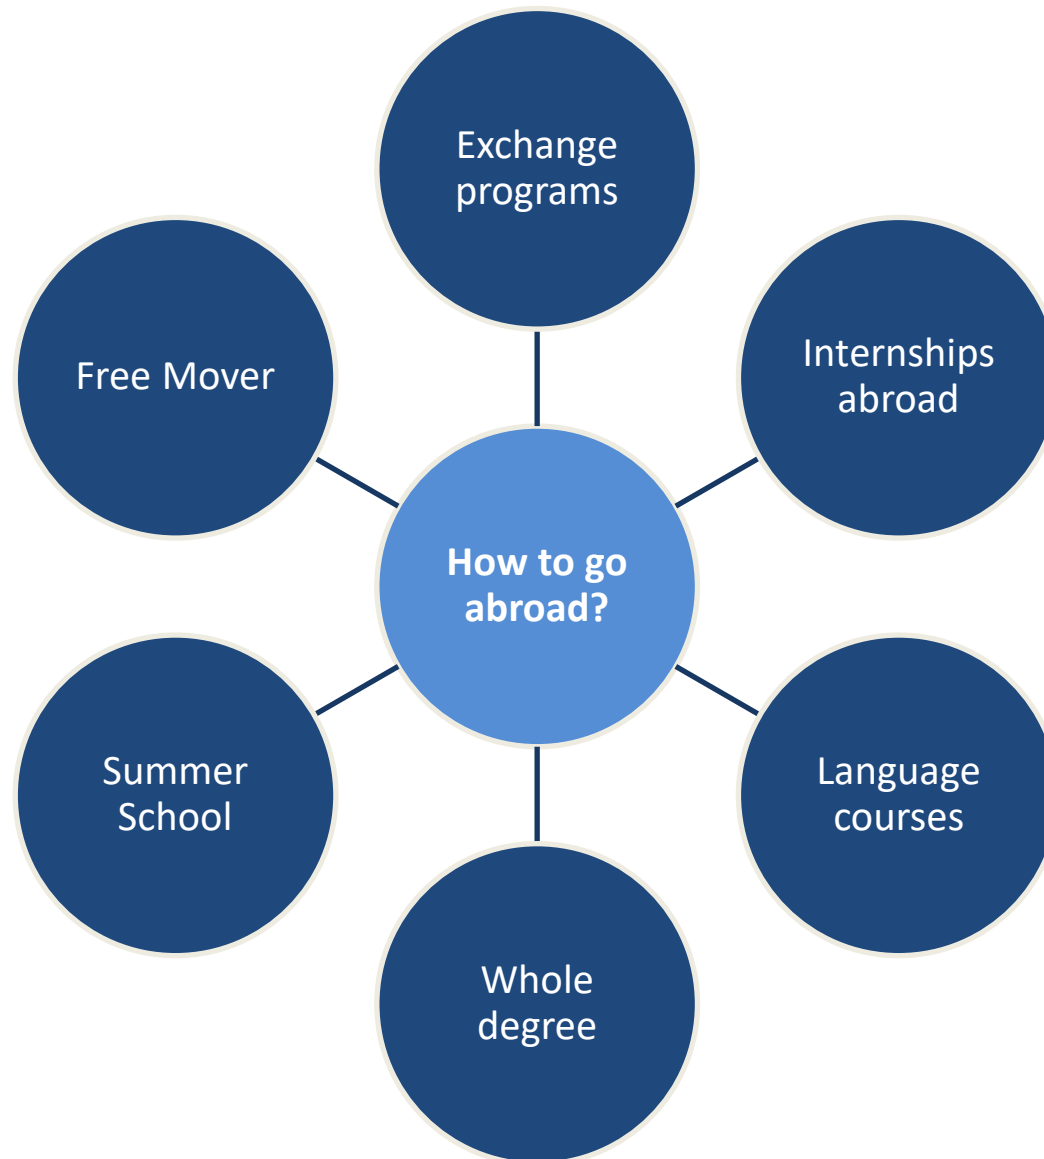 Exchange
programs
Free Mover
Internships
abroad
How to go
abroad?
Summer
School
Language
courses
Whole
degree